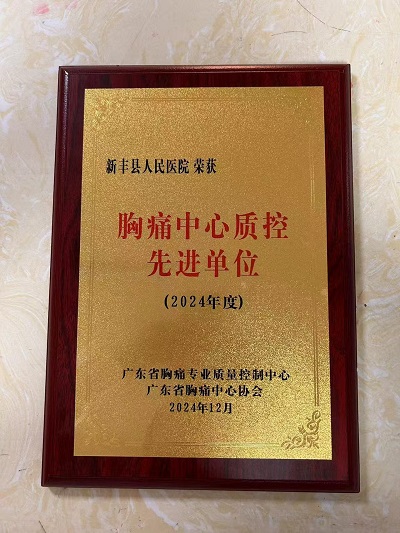 新丰县人民医院 荣获
胸痛中心质控
先进单位
(2024年度)
广东省胸痛专业质量控制中心
广东省胸痛中心协会
2024年12月